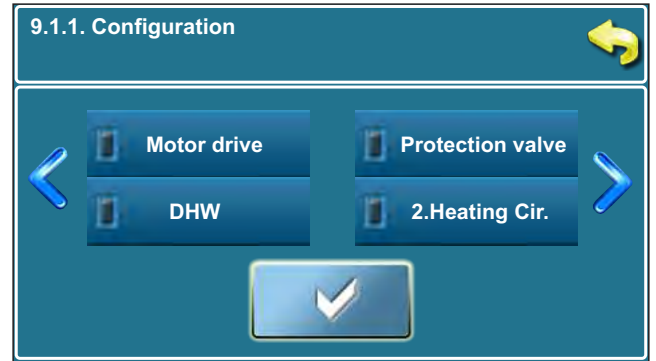 9.1.1. Configuration
Motor drive
Protection valve
DHW
2.Heating Cir.